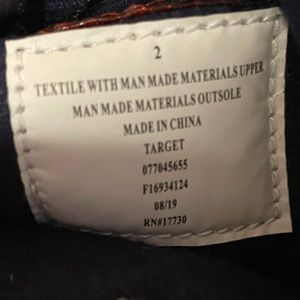 2
TEXTILE WITH MAN MADE MATERIALS UPPER
MAN MADE MATERIALS OUTSOLE
MADE IN CHINA
TARGET
077045655
F16934124
08/19
RN#17730